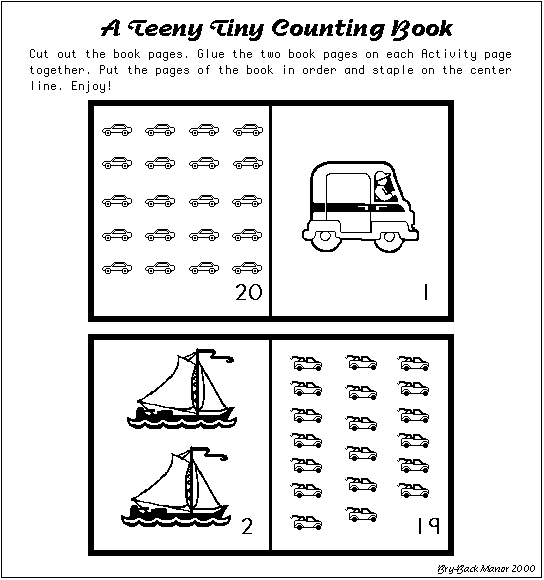 A Teeny Tiny Counting Book
Cut out the book pages. Glue the two book pages on each Activity page
together. Put the pages of the book in order and staple on the center
line. Enjoy!
20
1
2
19
Bry-Back Manor 2000